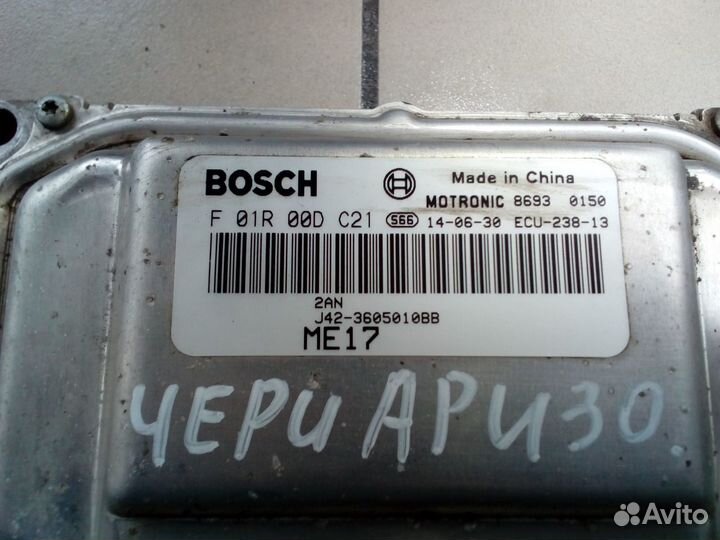 BOSCH Made in China
MOTRONIC 8693 0150
F 01R 00D C21 S66 14-06-30 ECU-238-13
2AN
J42-3605010BB
ME17
ЧЕРИ АРИЗО
Avito